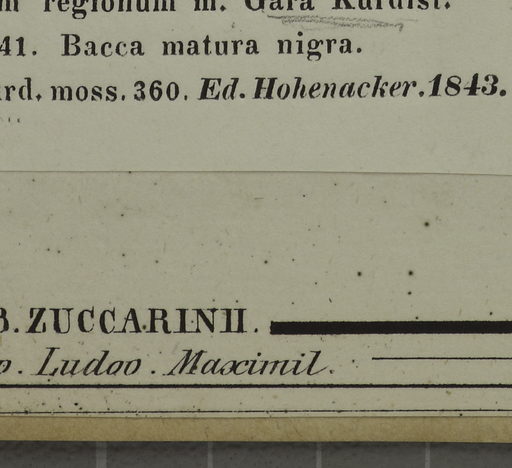 m regionum m. Gara Kurdist.
41. Bacca matura nigra.
rd. moss. 360. Ed. Hohenacker. 1843.
B. ZUCCARINII.
o. Ludov. Maximil.